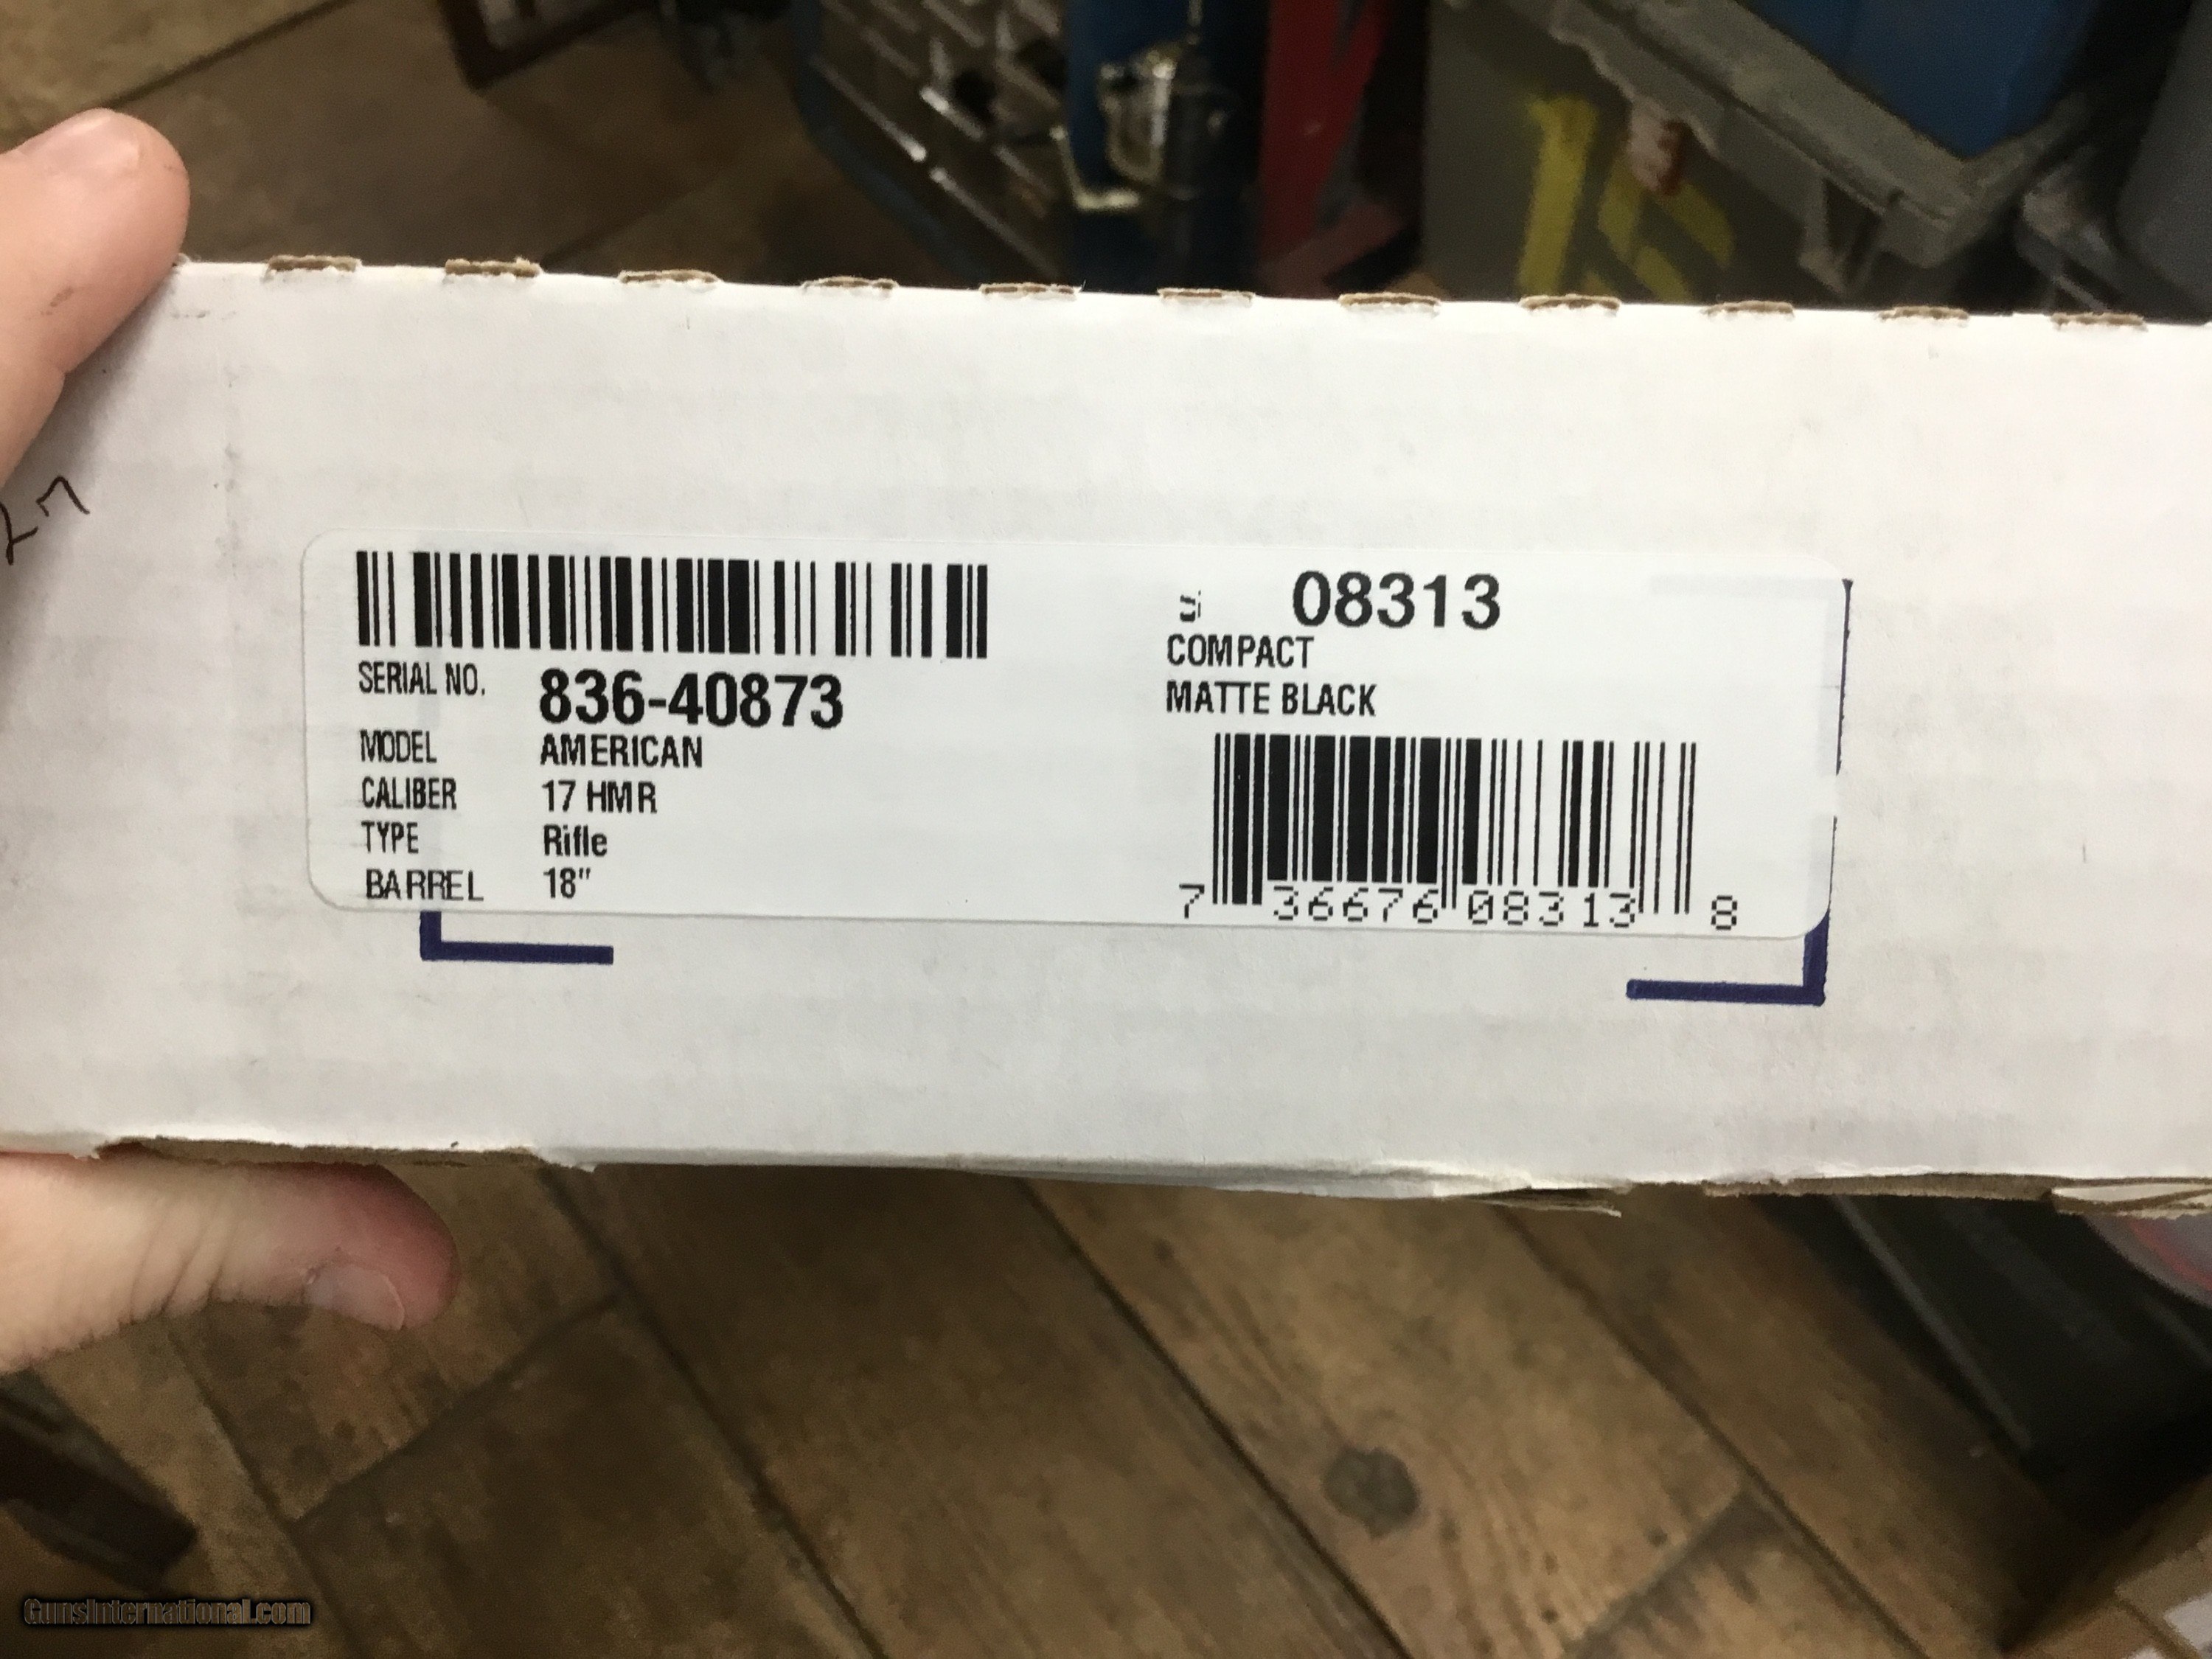 27
SERIAL NO. 836-40873
MODEL AMERICAN
CALIBER 17 HMR
TYPE Rifle
BARREL 18"
08313
COMPACT
MATTE BLACK
7 36676 08313 8
GunsInternational.com